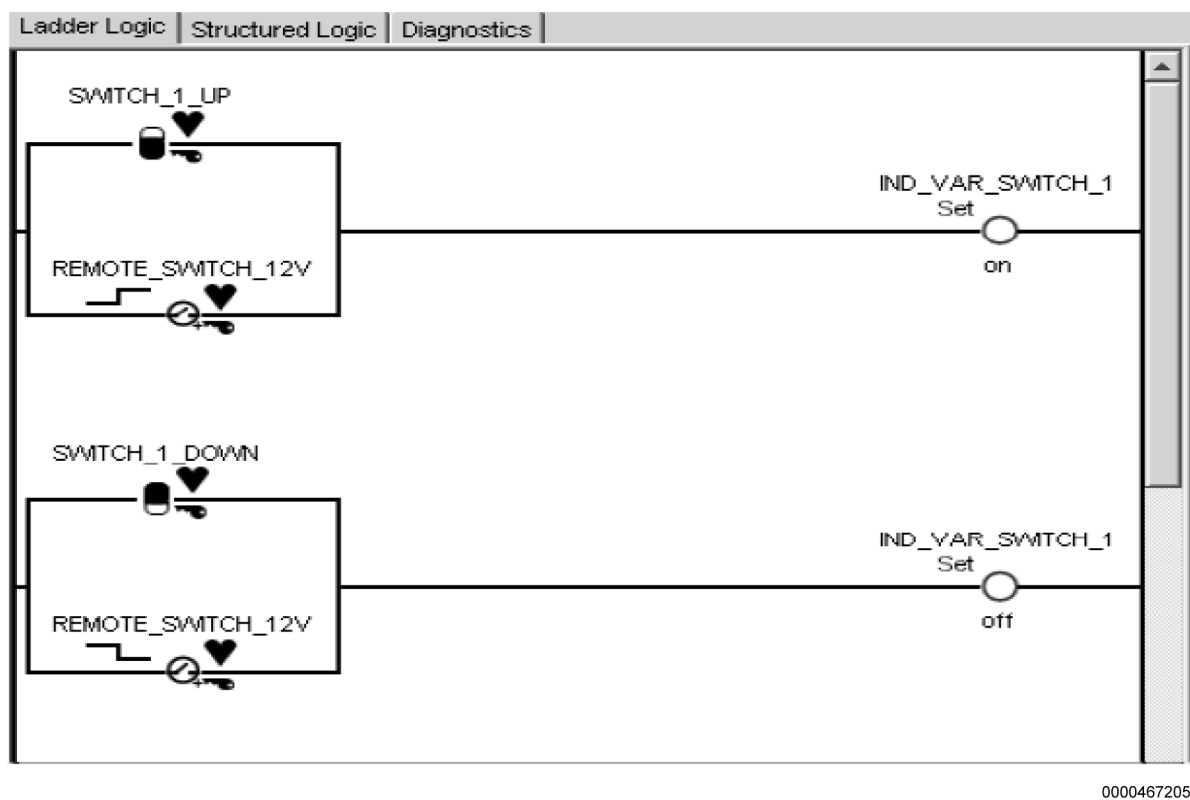 Ladder Logic
Structured Logic
Diagnostics
SWITCH_1_UP
IND_VAR_SWITCH_1
Set
on
REMOTE_SWITCH_12V
SWITCH_1_DOWN
IND_VAR_SWITCH_1
Set
off
REMOTE_SWITCH_12V
0000467205